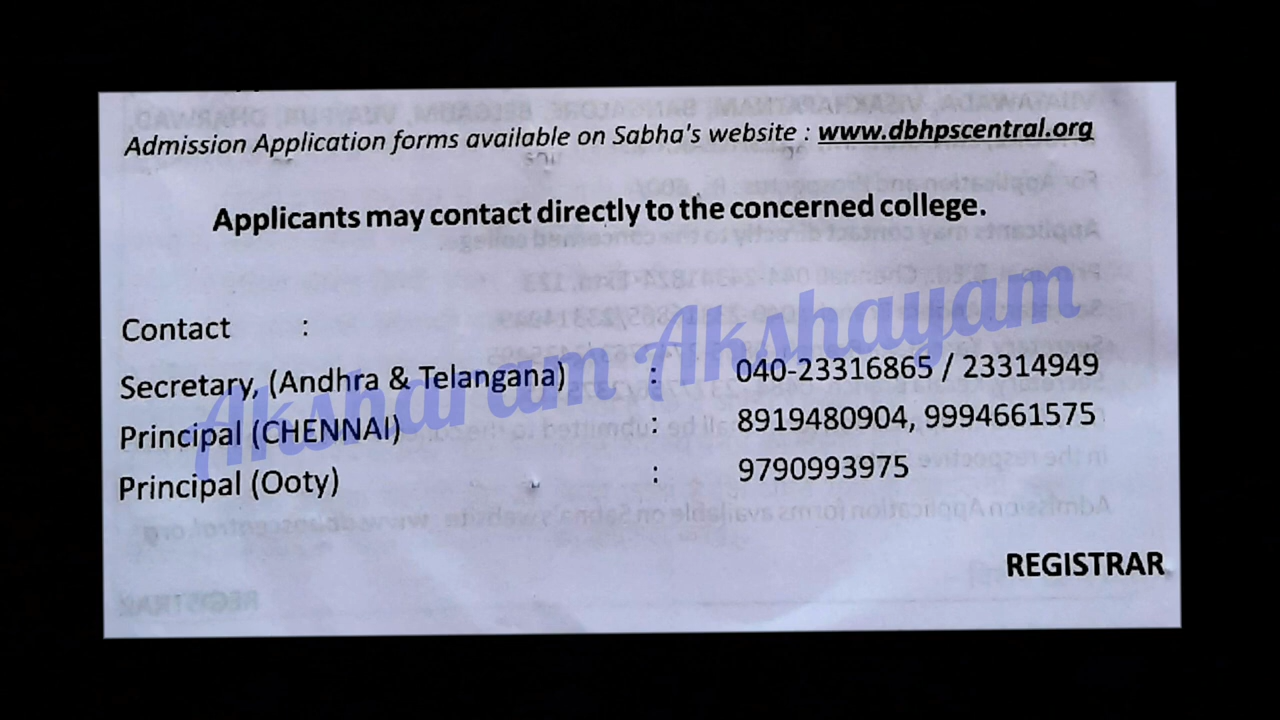 Admission Application forms available on Sabha's website : www.dbhpscentral.org
Applicants may contact directly to the concerned college.
Contact :
Secretary, (Andhra & Telangana) : 040-23316865 / 23314949
Principal (CHENNAI) : 8919480904, 9994661575
Principal (Ooty) : 9790993975
REGISTRAR
Aksharam Akshayam